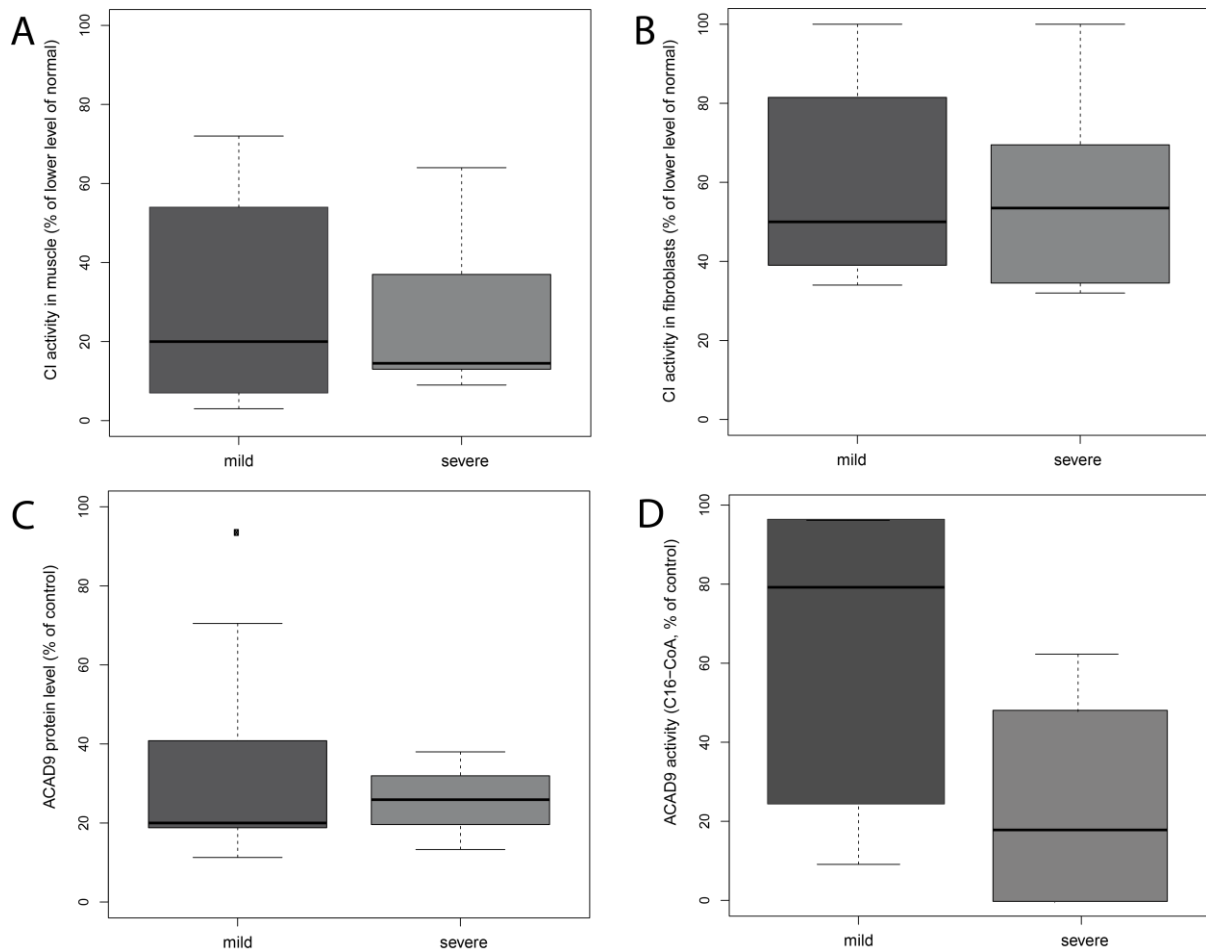 A
CI activity in muscle (% of lower level of normal)
100
80
60
40
20
0
mild
severe
B
CI activity in fibroblasts (% of lower level of normal)
100
80
60
40
20
0
mild
severe
C
ACAD9 protein level (% of control)
100
80
60
40
20
0
mild
severe
D
ACAD9 activity (C16−CoA, % of control)
100
80
60
40
20
0
mild
severe